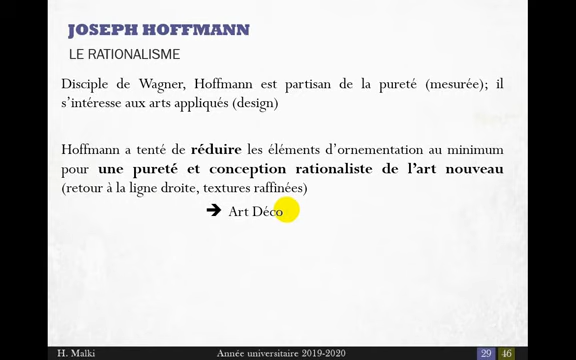 JOSEPH HOFFMANN
LE RATIONALISME
Disciple de Wagner, Hoffmann est partisan de la pureté (mesurée); il
s'intéresse aux arts appliqués (design)
Hoffmann a tenté de réduire les éléments d'ornementation au minimum
pour une pureté et conception rationaliste de l'art nouveau
(retour à la ligne droite, textures raffinées)
➔ Art Déco
H. Malki Année universitaire 2019-2020 29 46